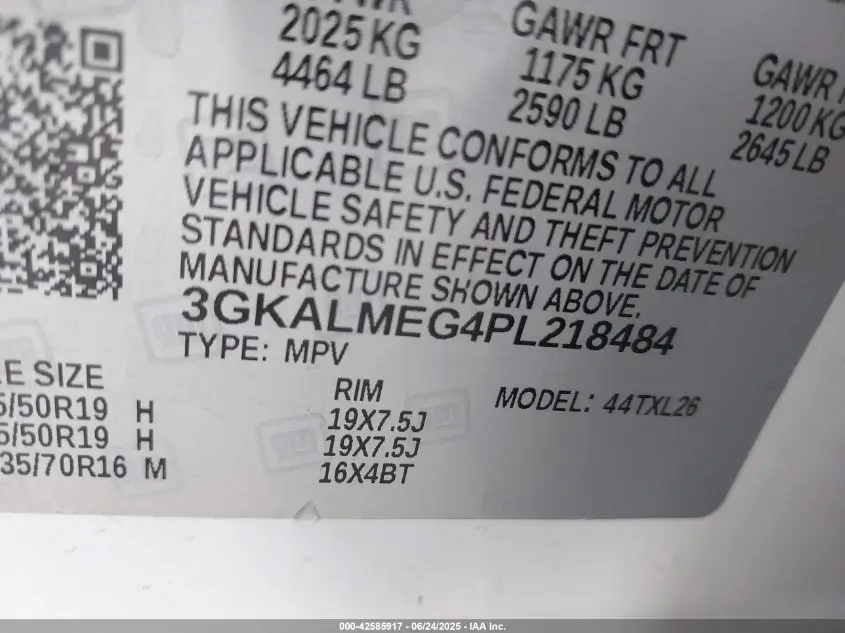 2025 KG
4464 LB
GAWR FRT
1175 KG
2590 LB
GAWR
1200 KG
2645 LB
THIS VEHICLE CONFORMS TO ALL
APPLICABLE U.S. FEDERAL MOTOR
VEHICLE SAFETY AND THEFT PREVENTION
STANDARDS IN EFFECT ON THE DATE OF
MANUFACTURE SHOWN ABOVE.
3GKALMEG4PL218484
TYPE: MPV
MODEL: 44TXL26
E SIZE
5/50R19 H
5/50R19 H
35/70R16 M
RIM
19X7.5J
19X7.5J
16X4BT
000-42585917 - 06/24/2025 - IAA Inc.